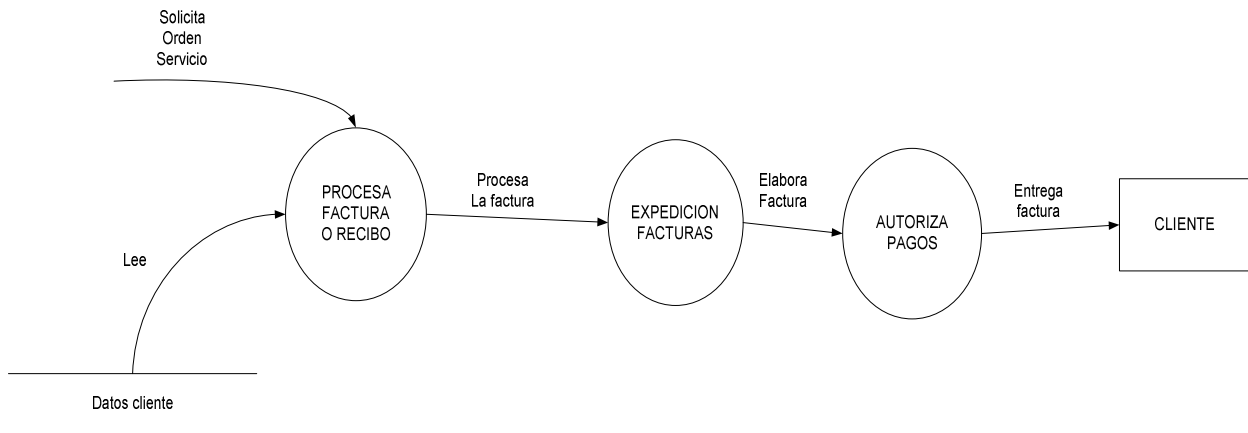 Solicita
Orden
Servicio
PROCESA
FACTURA
O RECIBO
Procesa
La factura
EXPEDICION
FACTURAS
Elabora
Factura
AUTORIZA
PAGOS
Entrega
factura
CLIENTE
Lee
Datos cliente